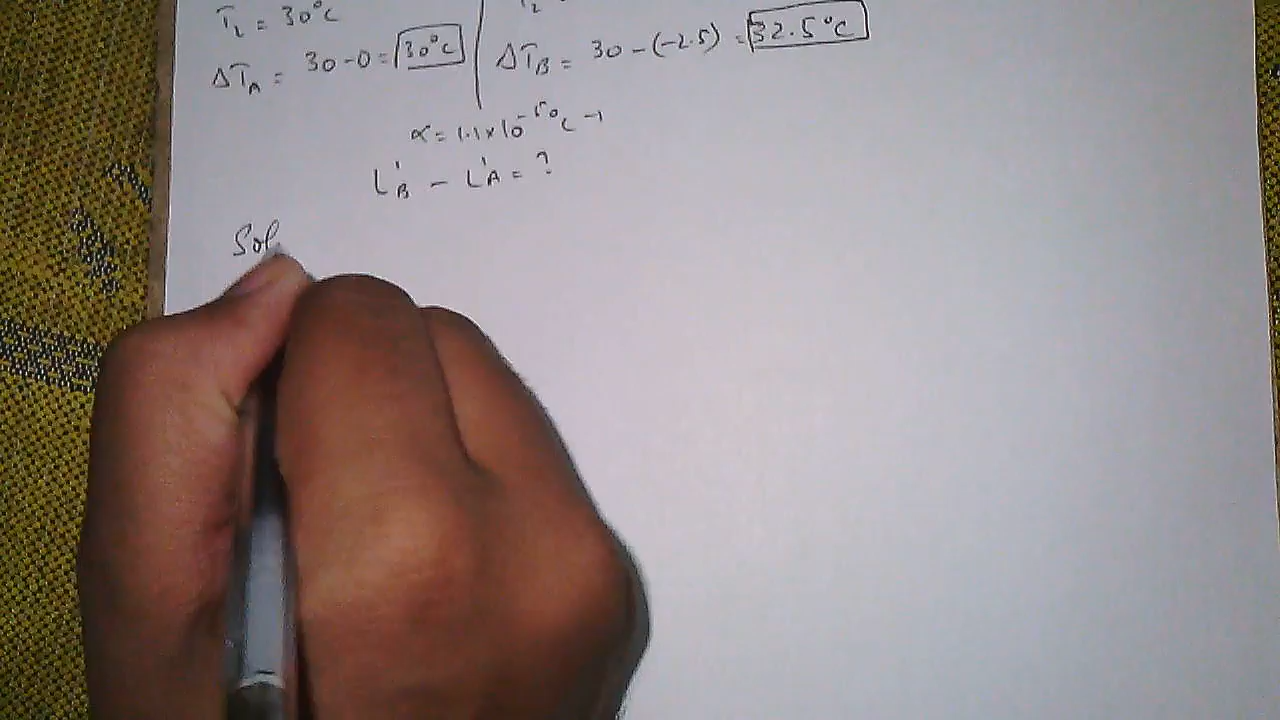 T₂ = 30°C
T₂
ΔT_A = 30 - 0 = 30°C
ΔT_B = 30 - (-2.5) = 32.5°C
α = 1.1 × 10⁻⁵ °C⁻¹
L'_B - L'_A = ?
Sol